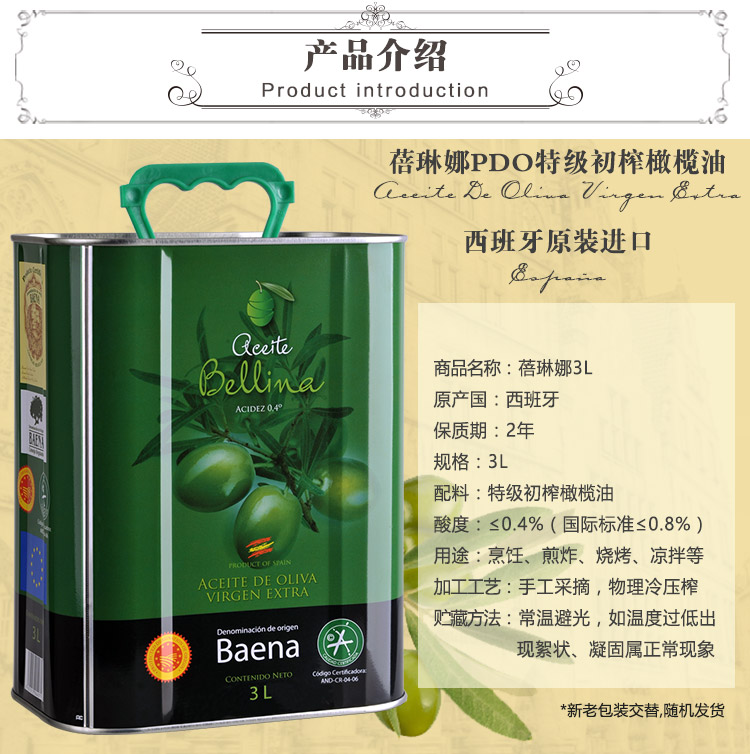 产品介绍
Product introduction
蓓琳娜PDO特级初榨橄榄油
Aceite De Oliva Virgen Extra
西班牙原装进口
España
商品名称：蓓琳娜3L
原产国：西班牙
保质期：2年
规格：3L
配料：特级初榨橄榄油
酸度：≤0.4%（国际标准≤0.8%）
用途：烹饪、煎炸、烧烤、凉拌等
加工工艺：手工采摘，物理冷压榨
贮藏方法：常温避光，如温度过低出
现絮状、凝固属正常现象
*新老包装交替,随机发货
Aceite
Bellina
ACIDEZ 0,4º
PRODUCT OF SPAIN
ACEITE DE OLIVA
VIRGEN EXTRA
Denominación de origen
Baena
CONTENIDO NETO
3 L
Código Certificadora:
AND-CR-04-06
BAENA
3 L